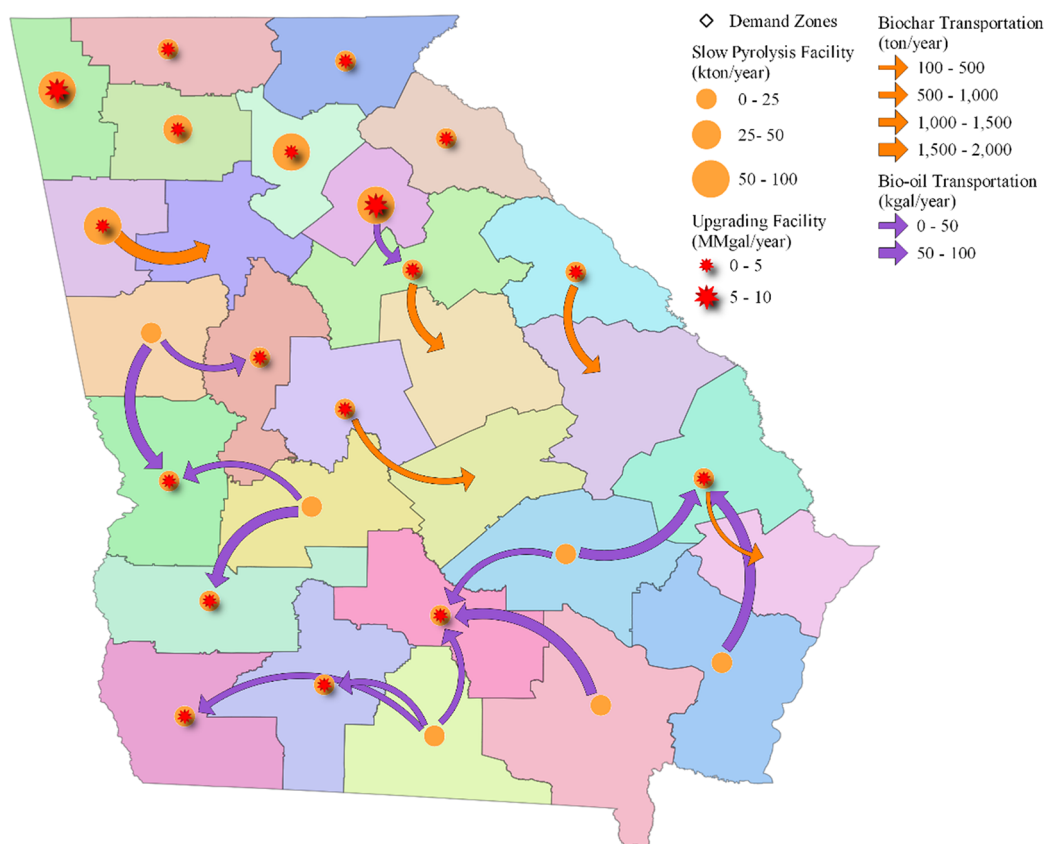 Demand Zones
Slow Pyrolysis Facility
(kton/year)
0 - 25
25- 50
50 - 100
Upgrading Facility
(MMgal/year)
0 - 5
5 - 10
Biochar Transportation
(ton/year)
100 - 500
500 - 1,000
1,000 - 1,500
1,500 - 2,000
Bio-oil Transportation
(kgal/year)
0 - 50
50 - 100